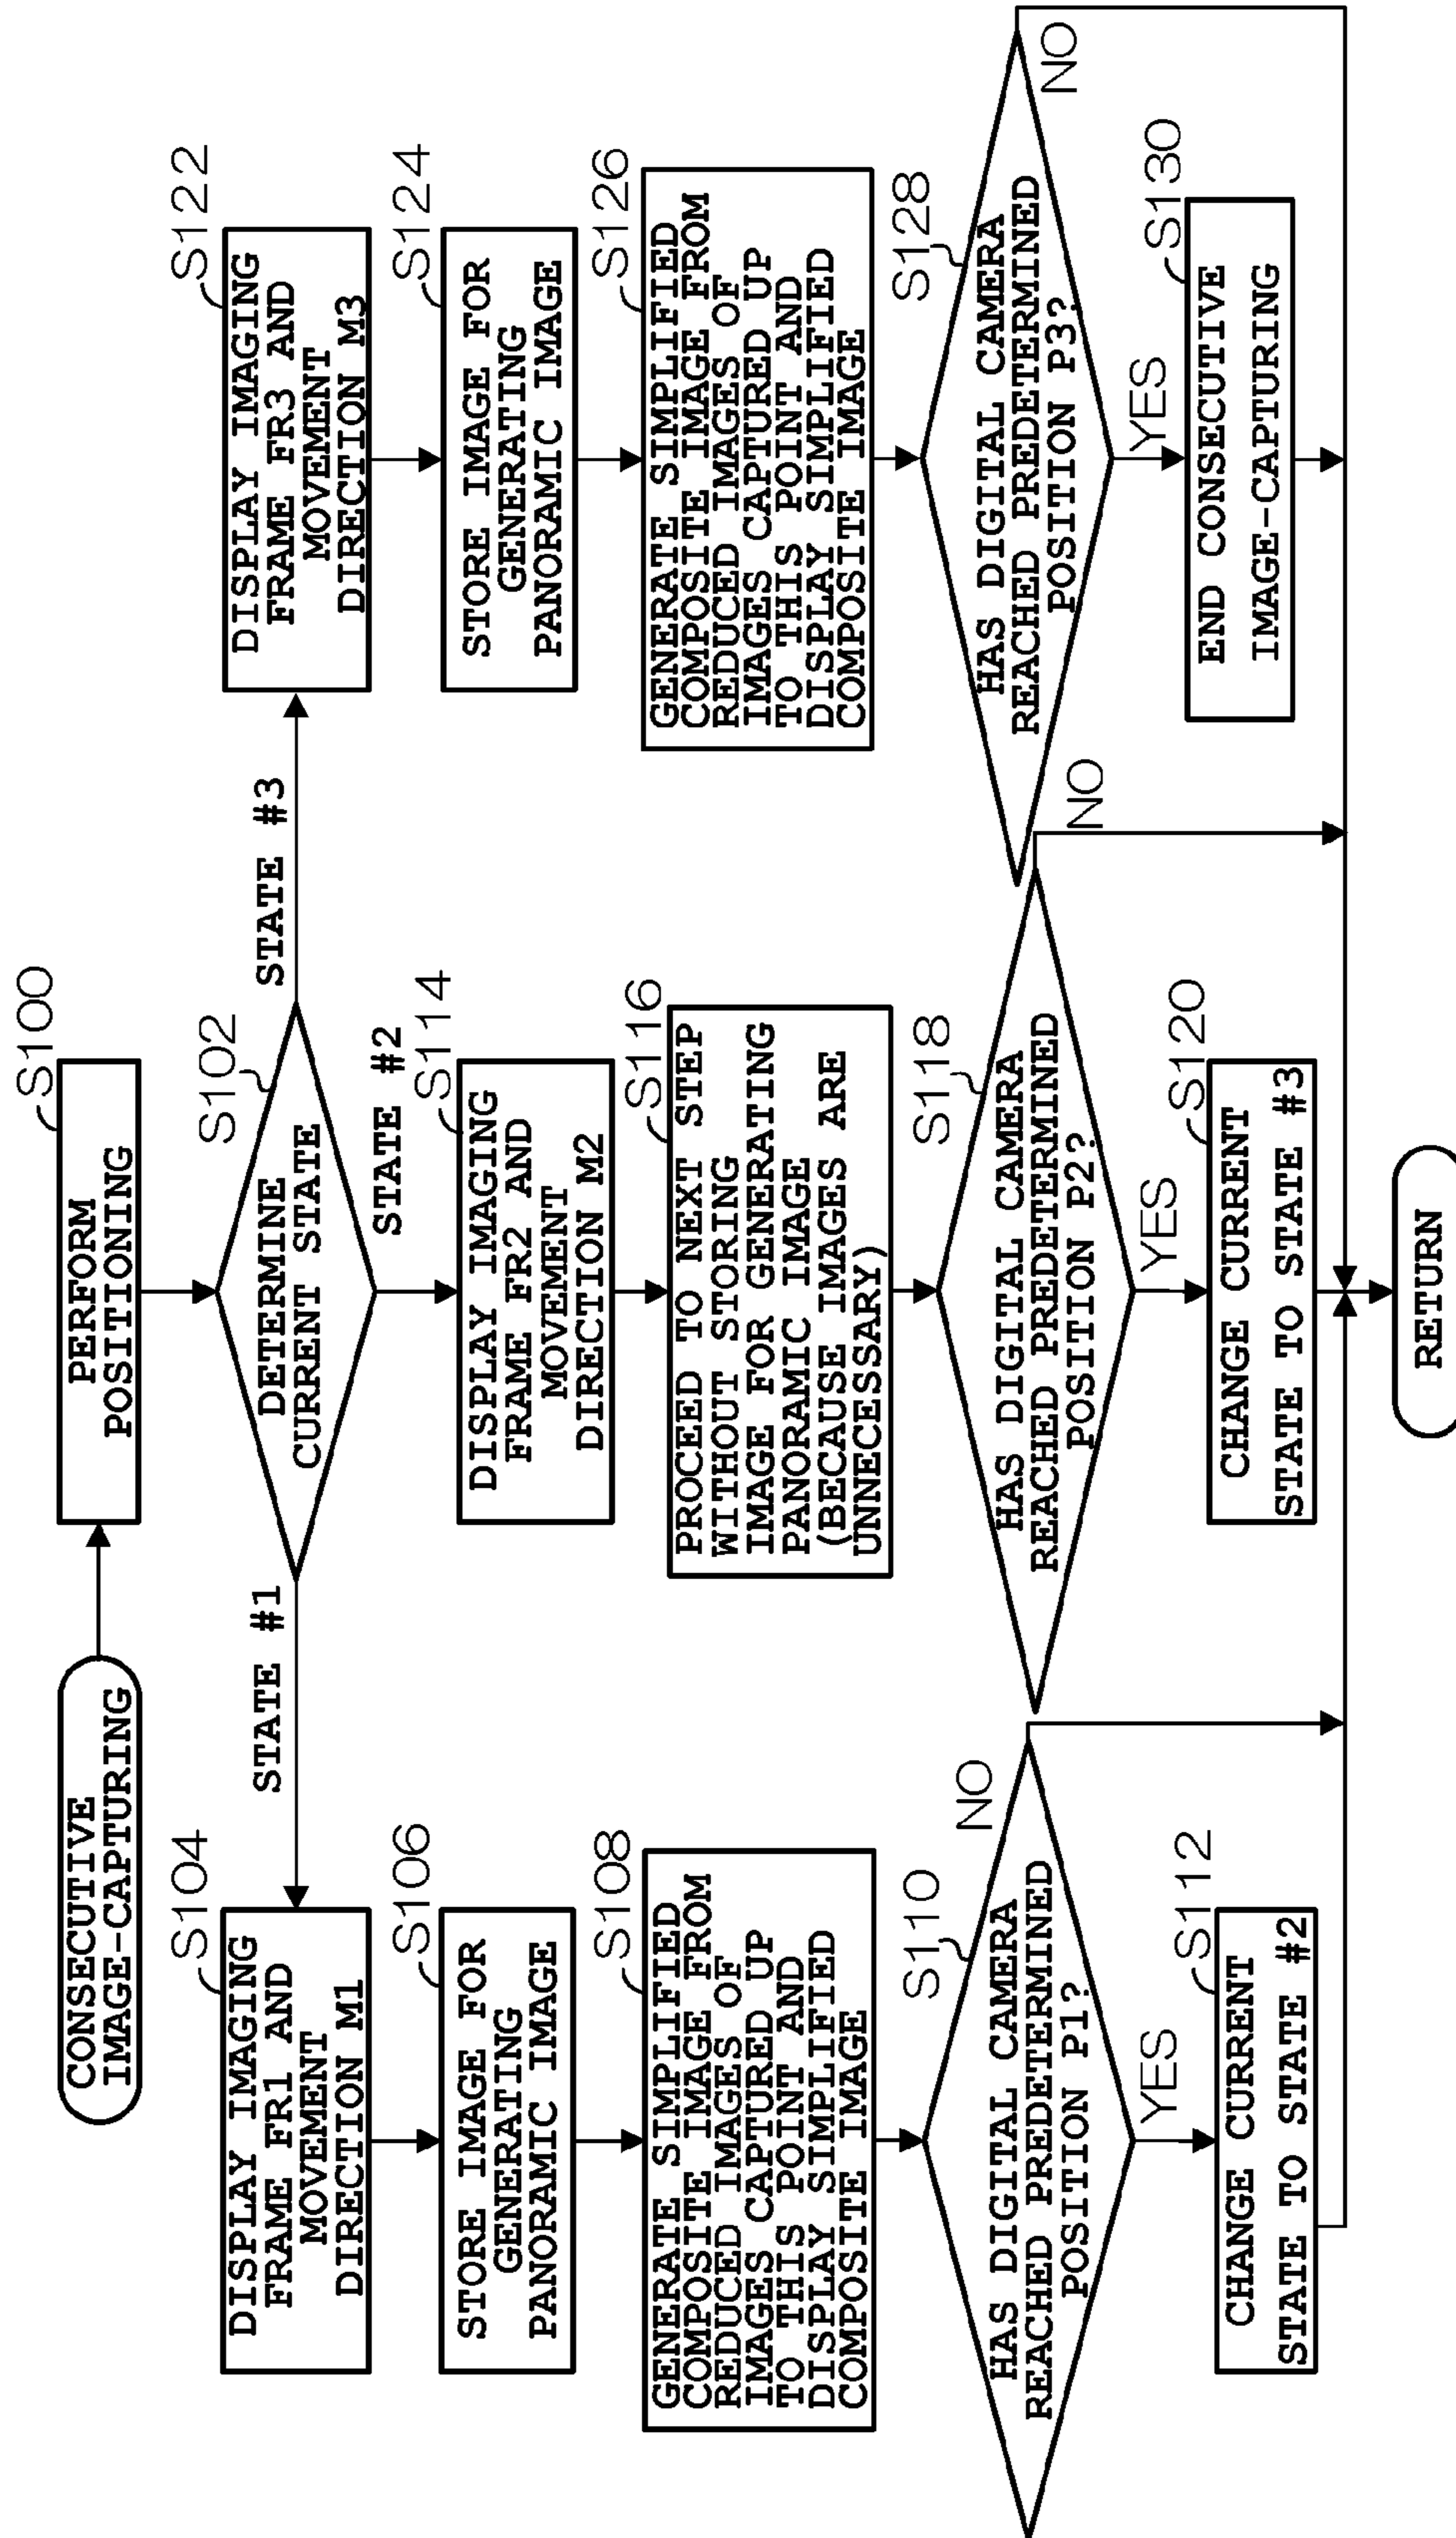 CONSECUTIVE
IMAGE-CAPTURING
S100
PERFORM
POSITIONING
S102
DETERMINE
CURRENT STATE
STATE #1
STATE #2
STATE #3
S104
DISPLAY IMAGING
FRAME FR1 AND
MOVEMENT
DIRECTION M1
S106
STORE IMAGE FOR
GENERATING
PANORAMIC IMAGE
S108
GENERATE SIMPLIFIED
COMPOSITE IMAGE FROM
REDUCED IMAGES OF
IMAGES CAPTURED UP
TO THIS POINT AND
DISPLAY SIMPLIFIED
COMPOSITE IMAGE
S110
HAS DIGITAL CAMERA
REACHED PREDETERMINED
POSITION P1?
NO
YES
S112
CHANGE CURRENT
STATE TO STATE #2
S114
DISPLAY IMAGING
FRAME FR2 AND
MOVEMENT
DIRECTION M2
S116
PROCEED TO NEXT STEP
WITHOUT STORING
IMAGE FOR GENERATING
PANORAMIC IMAGE
(BECAUSE IMAGES ARE
UNNECESSARY)
S118
HAS DIGITAL CAMERA
REACHED PREDETERMINED
POSITION P2?
NO
YES
S120
CHANGE CURRENT
STATE TO STATE #3
S122
DISPLAY IMAGING
FRAME FR3 AND
MOVEMENT
DIRECTION M3
S124
STORE IMAGE FOR
GENERATING
PANORAMIC IMAGE
S126
GENERATE SIMPLIFIED
COMPOSITE IMAGE FROM
REDUCED IMAGES OF
IMAGES CAPTURED UP
TO THIS POINT AND
DISPLAY SIMPLIFIED
COMPOSITE IMAGE
S128
HAS DIGITAL CAMERA
REACHED PREDETERMINED
POSITION P3?
NO
YES
S130
END CONSECUTIVE
IMAGE-CAPTURING
RETURN